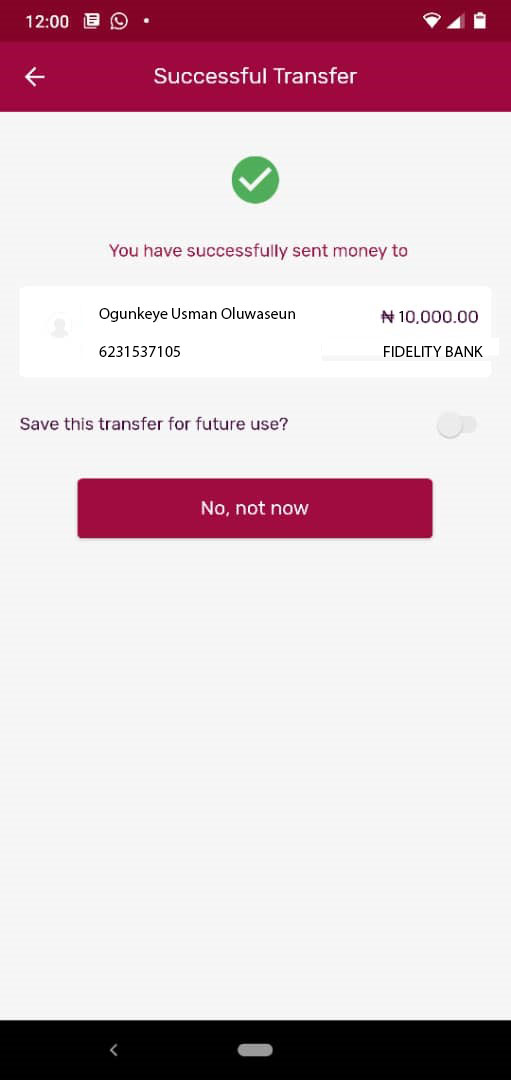 12:00
Successful Transfer
You have successfully sent money to
Ogunkeye Usman Oluwaseun
₦ 10,000.00
6231537105
FIDELITY BANK
Save this transfer for future use?
No, not now